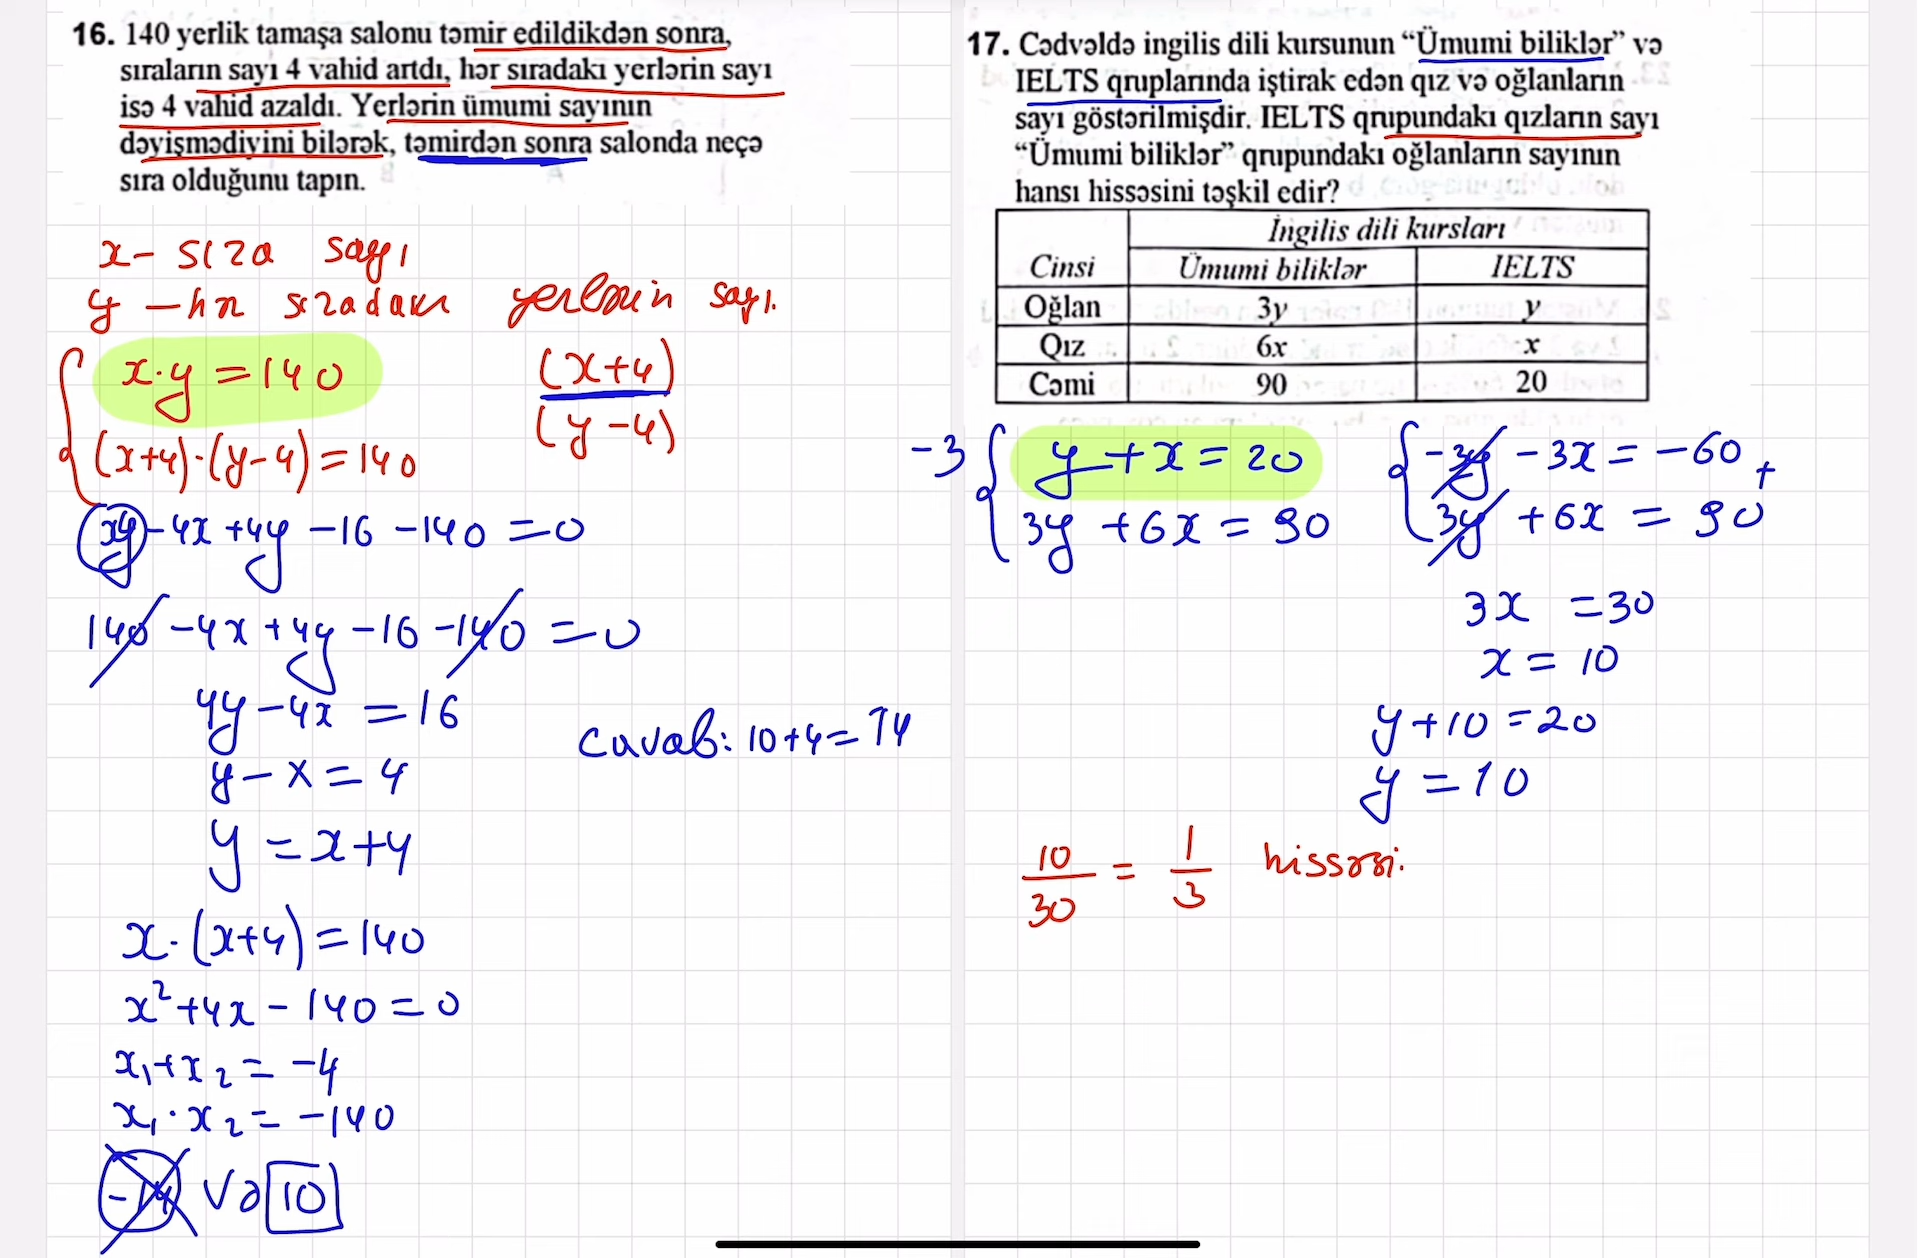 16. 140 yerlik tamaşa salonu təmir edildikdən sonra,
sıraların sayı 4 vahid artdı, hər sıradakı yerlərin sayı
isə 4 vahid azaldı. Yerlərin ümumi sayının
dəyişmədiyini bilərək, təmirdən sonra salonda neçə
sıra olduğunu tapın.
x- sıra sayı
y - hər sıradakı yerlərin sayı.
x·y = 140
(x+4)
(y-4)
(x+4)·(y-4)=140
xy-4x+4y-16-140=0
140-4x+4y-16-140=0
4y-4x=16
cavab: 10+4=14
y-x=4
y=x+4
x·(x+4)=140
x²+4x-140=0
x₁+x₂=-4
x₁·x₂=-140
-14 və 10
17. Cədvəldə ingilis dili kursunun “Ümumi biliklər” və
IELTS qruplarında iştirak edən qız və oğlanların
sayı göstərilmişdir. IELTS qrupundakı qızların sayı
“Ümumi biliklər” qrupundakı oğlanların sayının
hansı hissəsini təşkil edir?
İngilis dili kursları
Cinsi Ümumi biliklər IELTS
Oğlan 3y y
Qız 6x x
Cəmi 90 20
-3 y+x=20
3y+6x=90
-3y-3x=-60 +
3y+6x=90
3x=30
x=10
y+10=20
y=10
10/30 = 1/3 hissəsi.